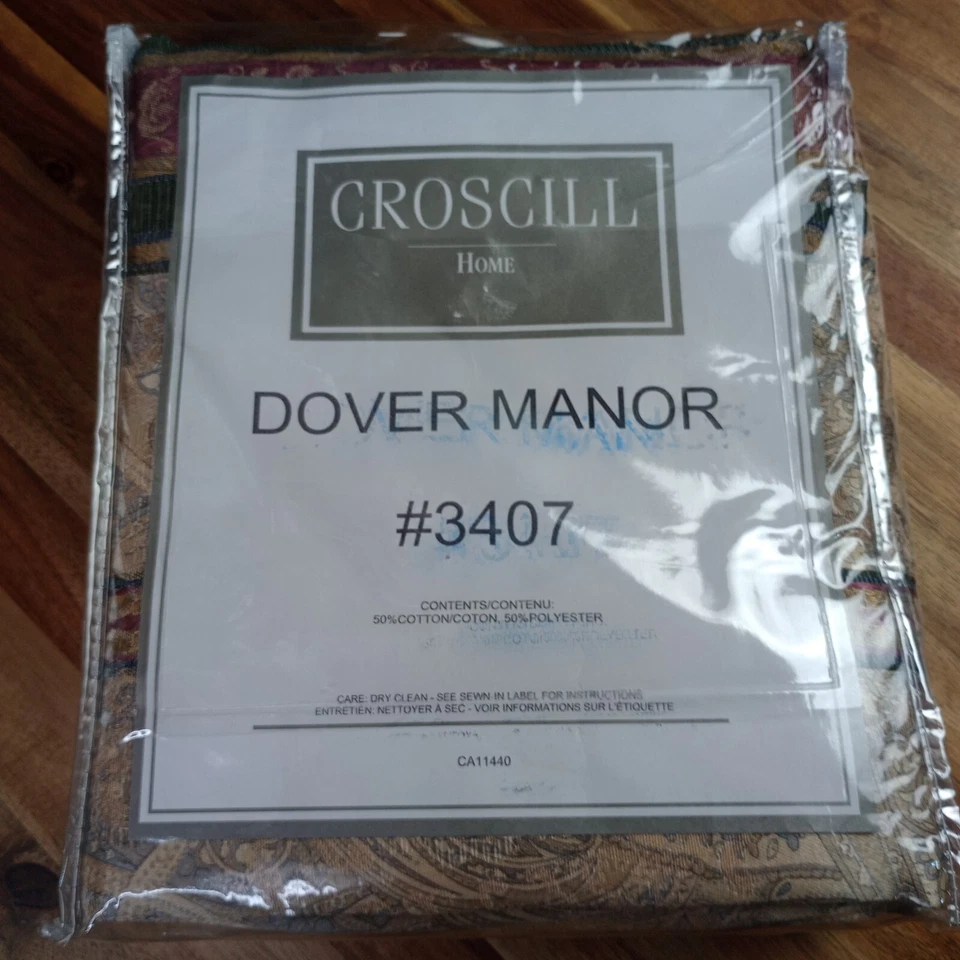 CROSCILL
HOME
DOVER MANOR
#3407
CONTENTS/CONTENU:
50%COTTON/COTON, 50%POLYESTER
CARE: DRY CLEAN - SEE SEWN IN LABEL FOR INSTRUCTIONS
ENTRETIEN: NETTOYER À SEC - VOIR INFORMATIONS SUR L'ÉTIQUETTE
CA11440